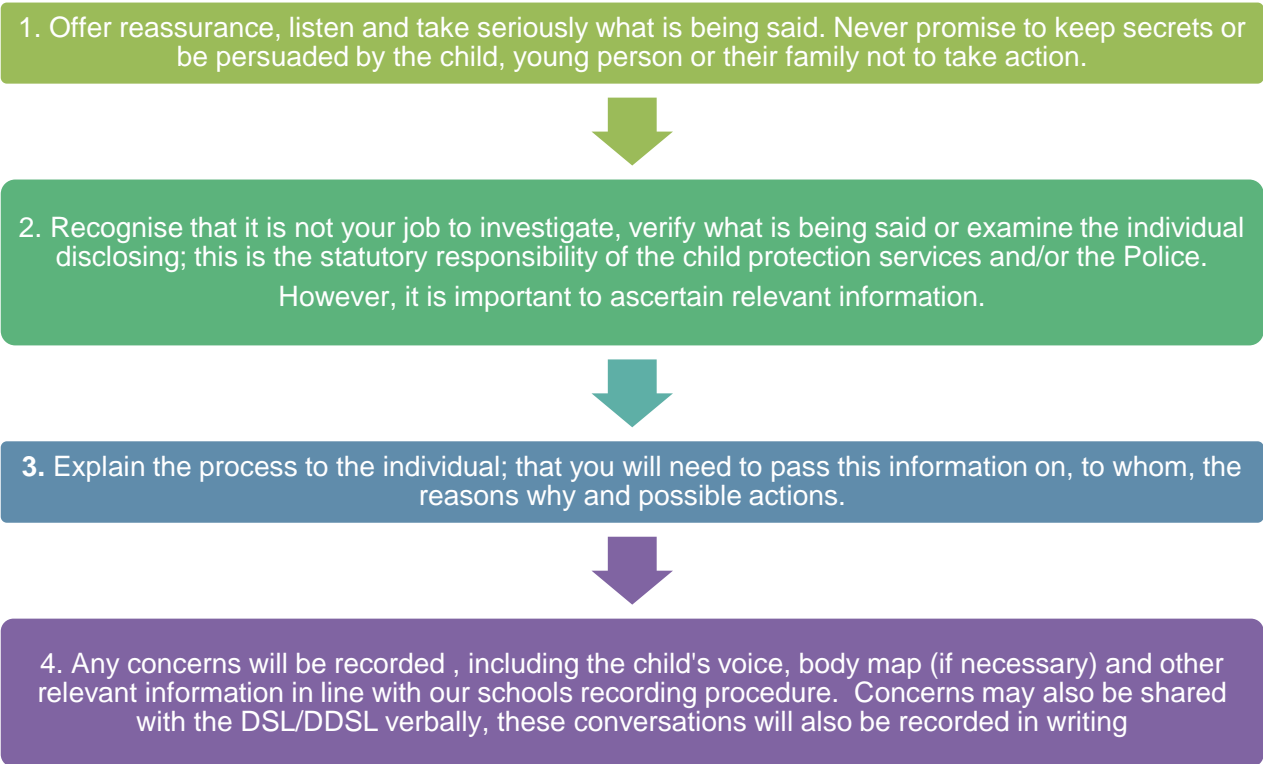 1. Offer reassurance, listen and take seriously what is being said. Never promise to keep secrets or
be persuaded by the child, young person or their family not to take action.
2. Recognise that it is not your job to investigate, verify what is being said or examine the individual
disclosing; this is the statutory responsibility of the child protection services and/or the Police.
However, it is important to ascertain relevant information.
3. Explain the process to the individual; that you will need to pass this information on, to whom, the
reasons why and possible actions.
4. Any concerns will be recorded , including the child's voice, body map (if necessary) and other
relevant information in line with our schools recording procedure.  Concerns may also be shared
with the DSL/DDSL verbally, these conversations will also be recorded in writing